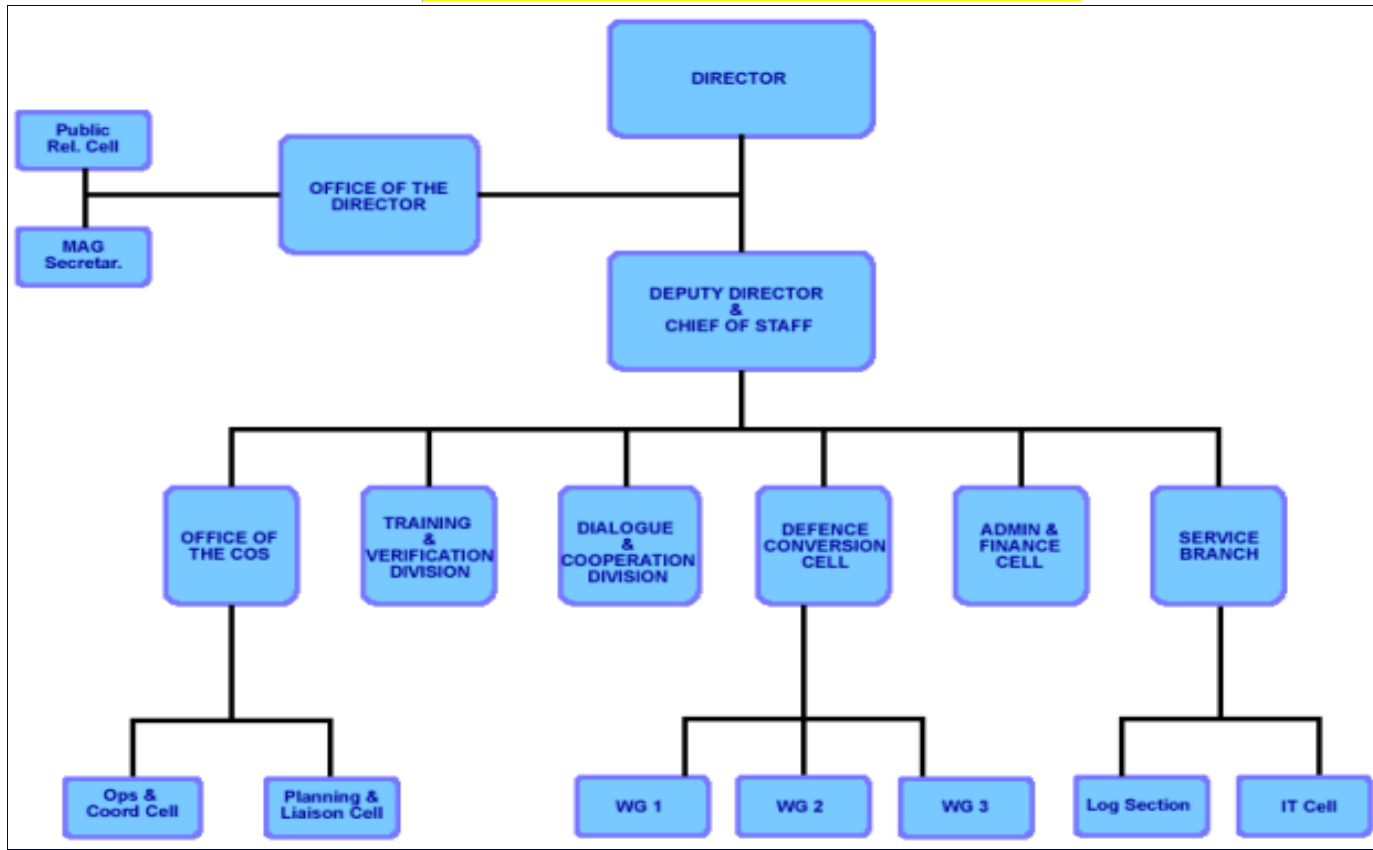 DIRECTOR
Public
Rel. Cell
OFFICE OF THE
DIRECTOR
MAG
Secretar.
DEPUTY DIRECTOR
&
CHIEF OF STAFF
OFFICE OF
THE COS
TRAINING
&
VERIFICATION
DIVISION
DIALOGUE
&
COOPERATION
DIVISION
DEFENCE
CONVERSION
CELL
ADMIN &
FINANCE
CELL
SERVICE
BRANCH
Ops &
Coord Cell
Planning &
Liaison Cell
WG 1
WG 2
WG 3
Log Section
IT Cell